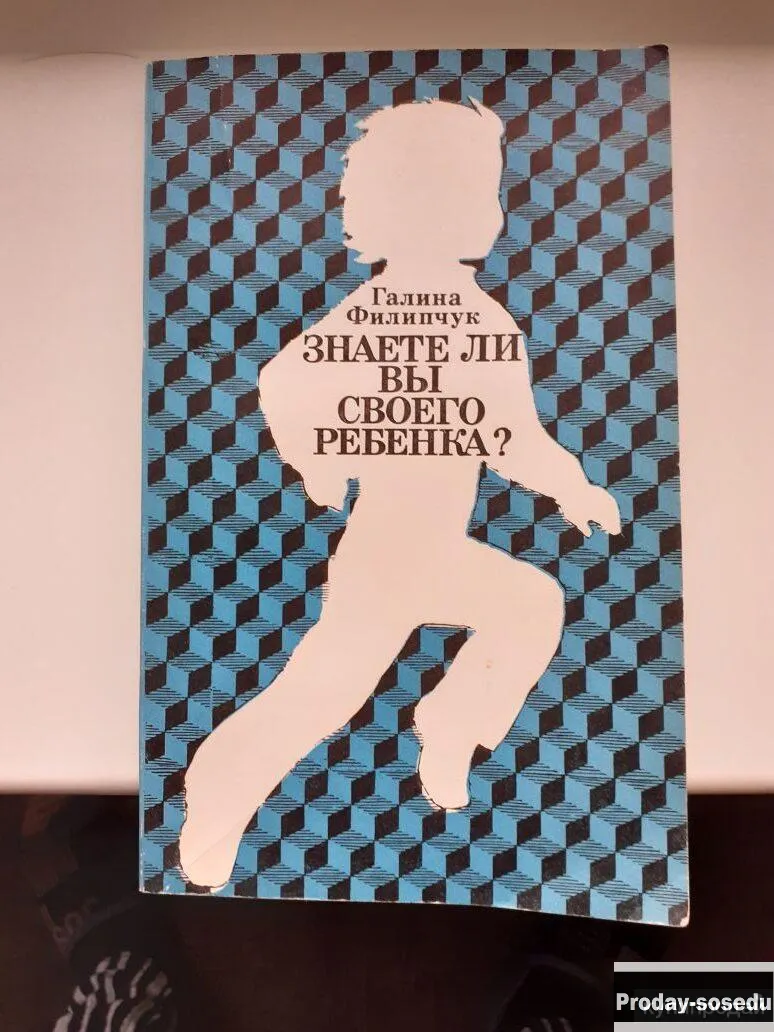 Галина
Филипчук
ЗНАЕТЕ ЛИ
ВЫ
СВОЕГО
РЕБЕНКА?
Proday-sosedu